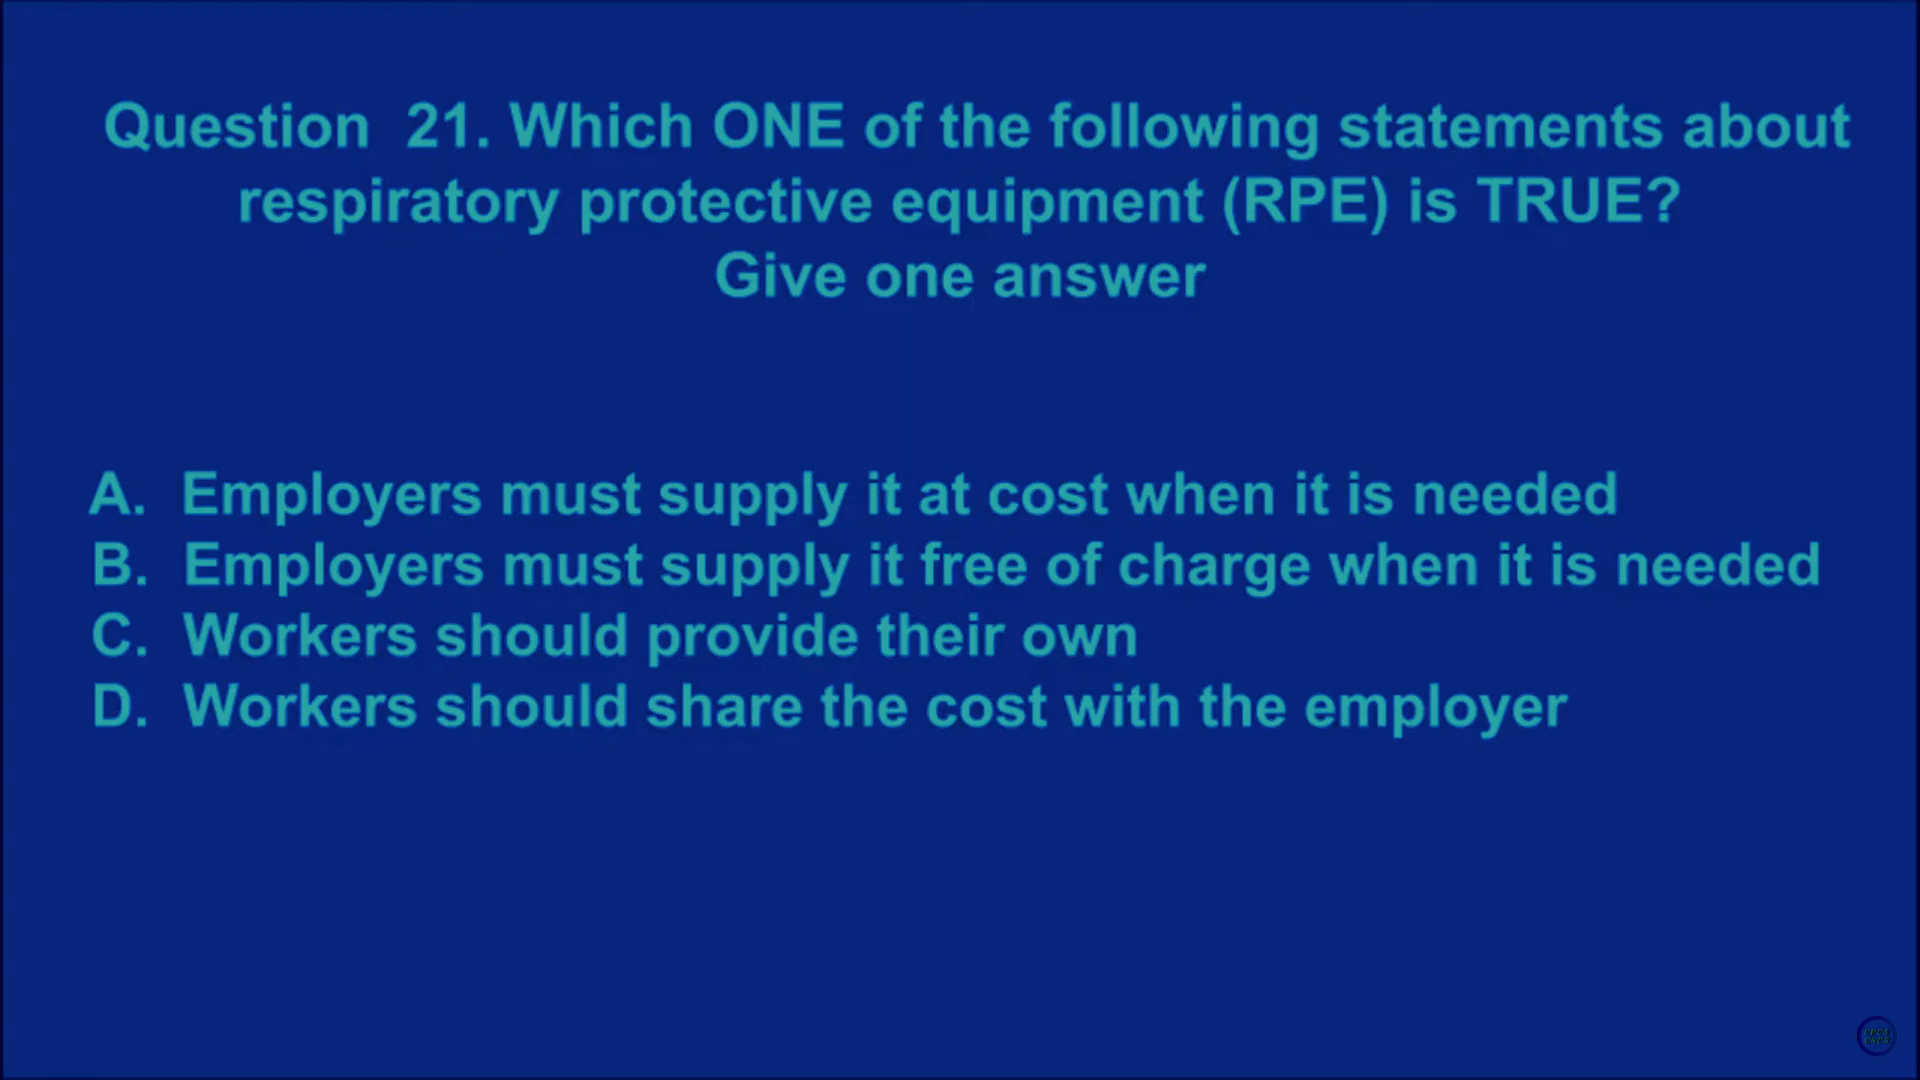 Question 21. Which ONE of the following statements about
respiratory protective equipment (RPE) is TRUE?
Give one answer
A. Employers must supply it at cost when it is needed
B. Employers must supply it free of charge when it is needed
C. Workers should provide their own
D. Workers should share the cost with the employer